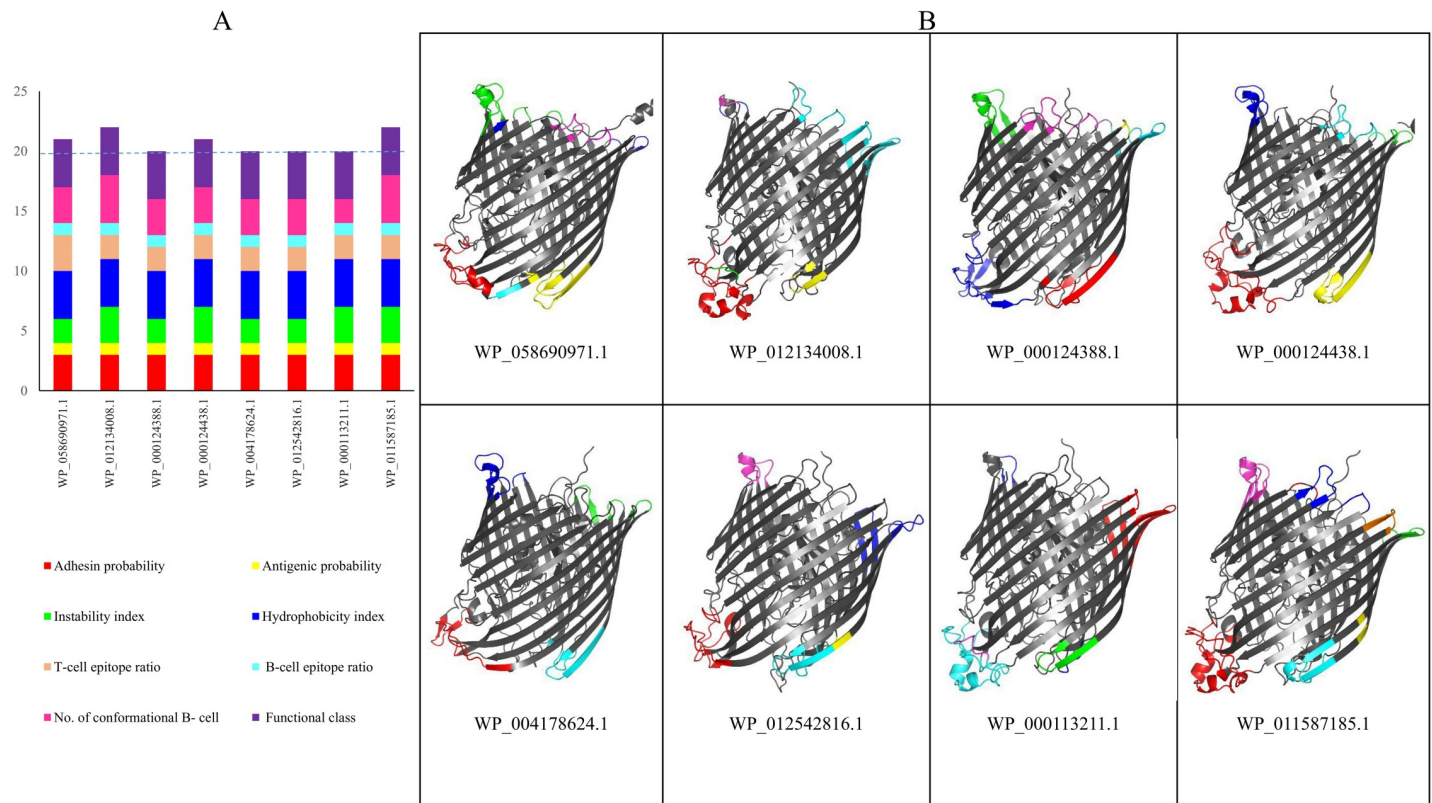 A
B
25
20
15
10
5
0
WP_058690971.1
WP_012134008.1
WP_000124388.1
WP_000124438.1
WP_004178624.1
WP_012542816.1
WP_000113211.1
WP_011587185.1
Adhesin probability
Antigenic probability
Instability index
Hydrophobicity index
T-cell epitope ratio
B-cell epitope ratio
No. of conformational B- cell
Functional class
WP_058690971.1
WP_012134008.1
WP_000124388.1
WP_000124438.1
WP_004178624.1
WP_012542816.1
WP_000113211.1
WP_011587185.1